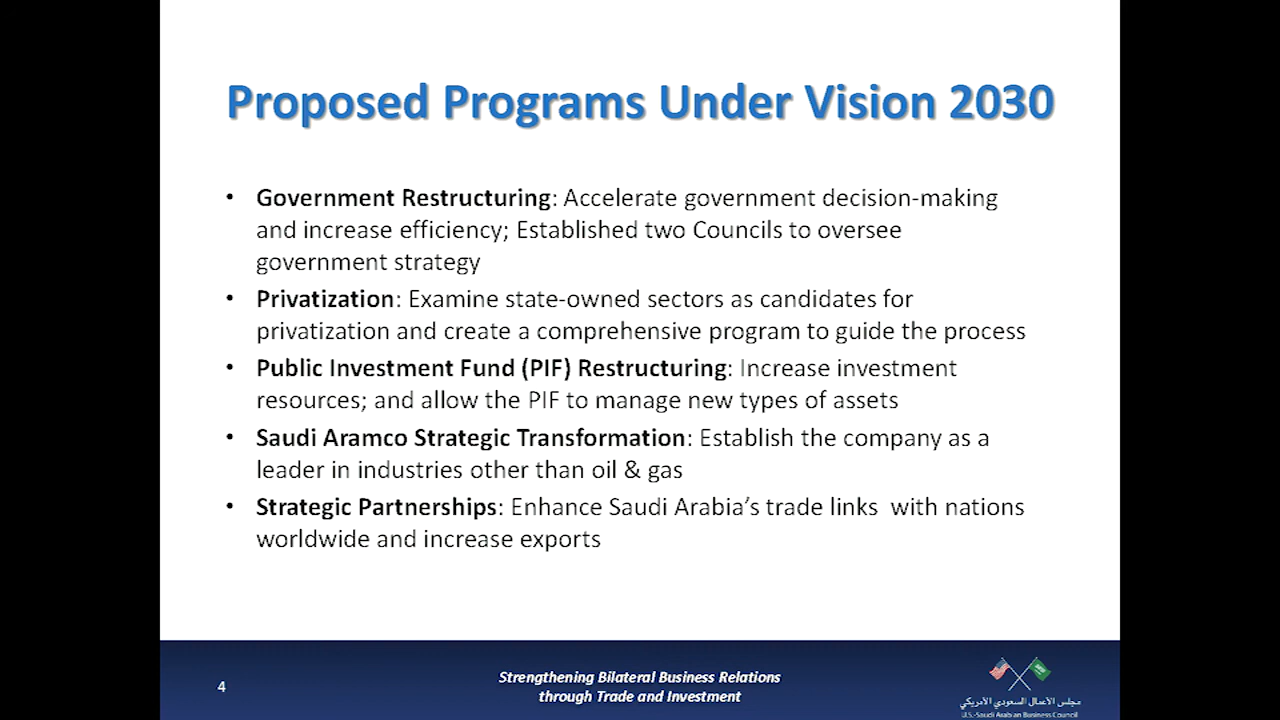 Proposed Programs Under Vision 2030
• Government Restructuring: Accelerate government decision-making
and increase efficiency; Established two Councils to oversee
government strategy
• Privatization: Examine state-owned sectors as candidates for
privatization and create a comprehensive program to guide the process
• Public Investment Fund (PIF) Restructuring: Increase investment
resources; and allow the PIF to manage new types of assets
• Saudi Aramco Strategic Transformation: Establish the company as a
leader in industries other than oil & gas
• Strategic Partnerships: Enhance Saudi Arabia’s trade links with nations
worldwide and increase exports
4
Strengthening Bilateral Business Relations
through Trade and Investment
مجلس الأعمال السعودي الأمريكي
U.S.-Saudi Arabian Business Council